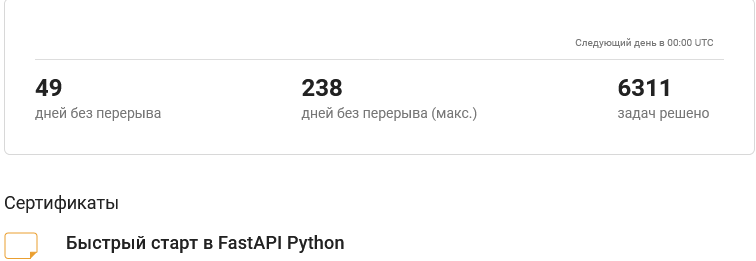 Следующий день в 00:00 UTC
49 238 6311
дней без перерыва дней без перерыва (макс.) задач решено
Сертификаты
Быстрый старт в FastAPI Python